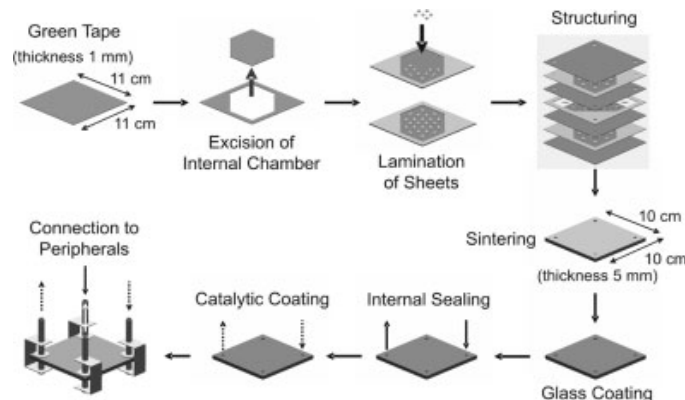 Green Tape
(thickness 1 mm)
11 cm
11 cm
Excision of
Internal Chamber
Lamination
of Sheets
Structuring
10 cm
10 cm
Sintering
(thickness 5 mm)
Glass Coating
Internal Sealing
Catalytic Coating
Connection to
Peripherals